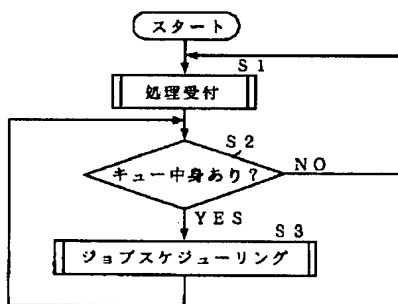 スタート
S1
処理受付
S2
キュー中身あり?
NO
YES
S3
ジョブスケジューリング